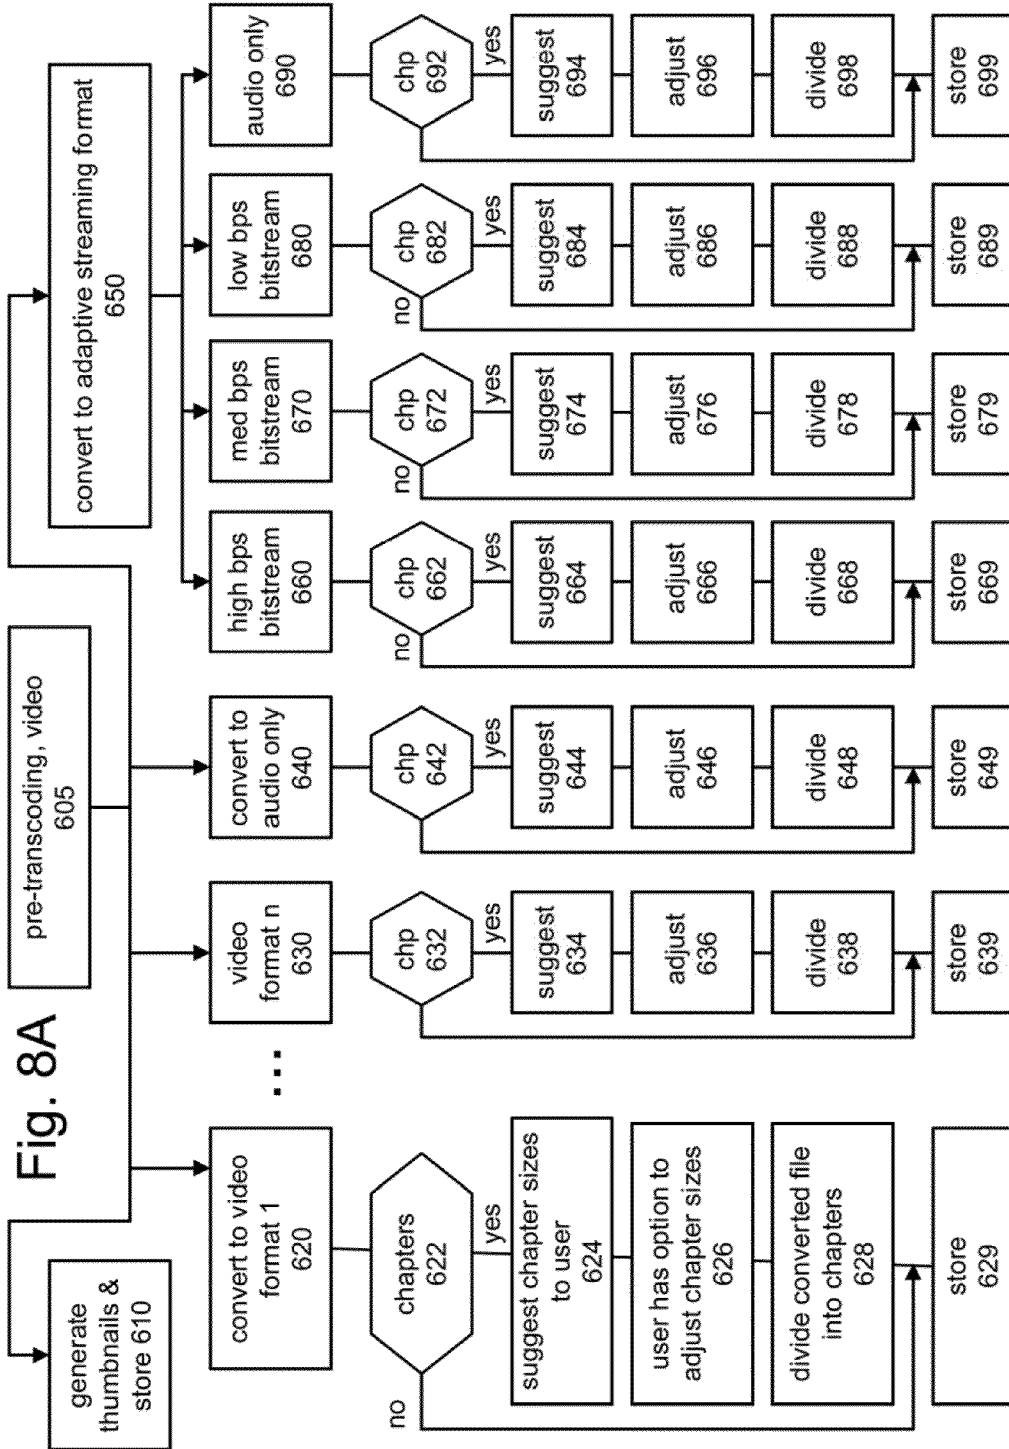 Fig. 8A
pre-transcoding, video
605
generate
thumbnails &
store 610
convert to adaptive streaming format
650
convert to video
format 1
620
...
video
format n
630
convert to
audio only
640
high bps
bitstream
660
med bps
bitstream
670
low bps
bitstream
680
audio only
690
chapters
622
chp
632
chp
642
chp
662
chp
672
chp
682
chp
692
no
yes
yes
yes
no
yes
no
yes
no
yes
yes
suggest chapter sizes
to user
624
suggest
634
suggest
644
suggest
664
suggest
674
suggest
684
suggest
694
user has option to
adjust chapter sizes
626
adjust
636
adjust
646
adjust
666
adjust
676
adjust
686
adjust
696
divide converted file
into chapters
628
divide
638
divide
648
divide
668
divide
678
divide
688
divide
698
store
629
store
639
store
649
store
669
store
679
store
689
store
699